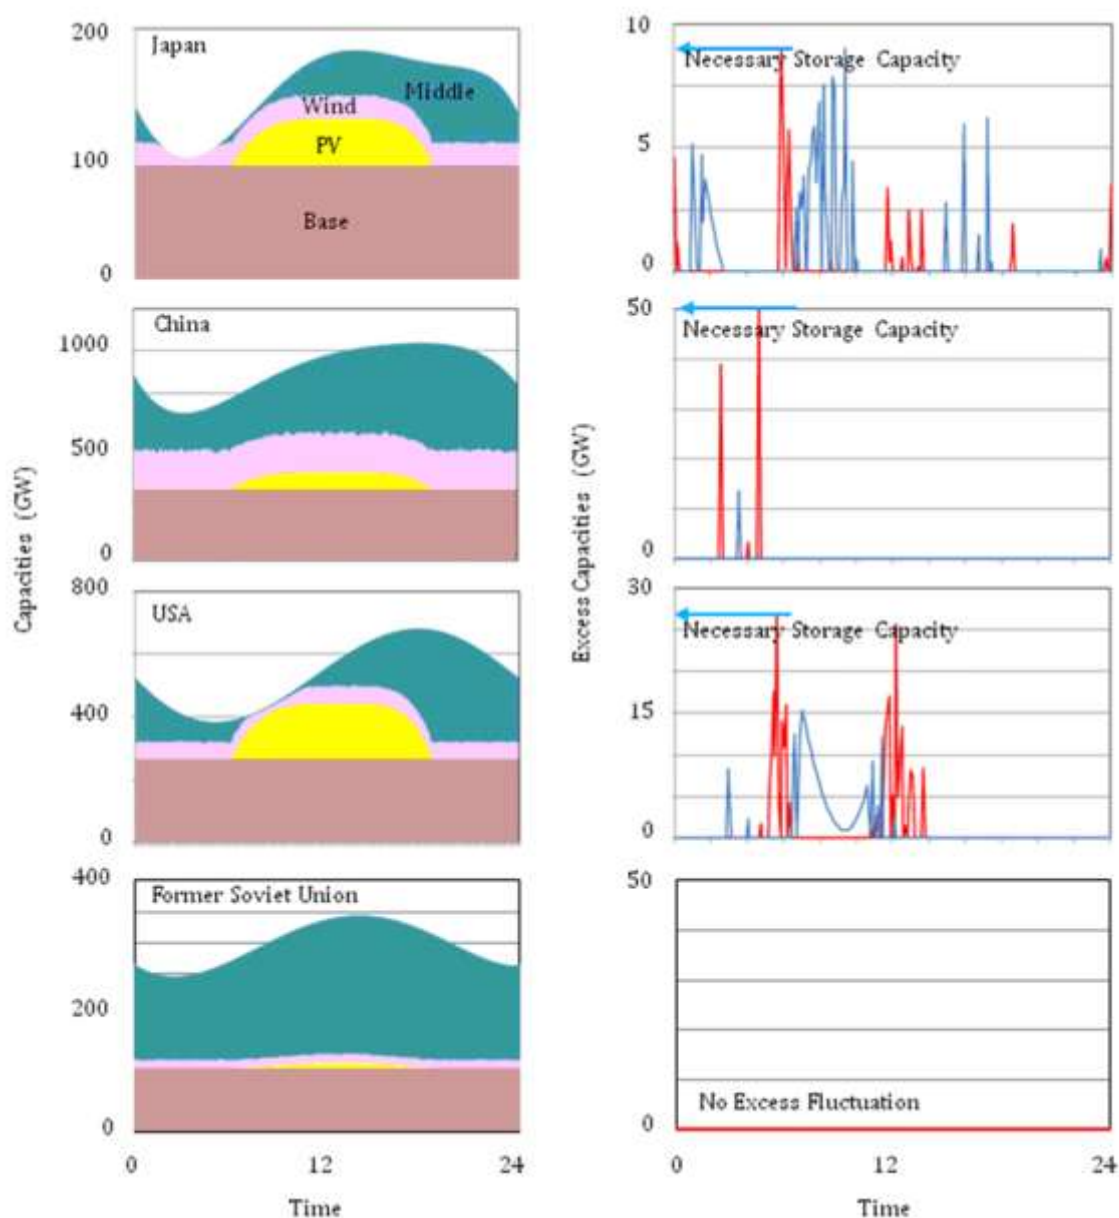 200
Japan
Middle
Wind
PV
100
Base
0
10
Necessary Storage Capacity
5
0
China
1000
500
0
50
Necessary Storage Capacity
0
Capacities (GW)
Excess Capacities (GW)
800
USA
400
0
30
Necessary Storage Capacity
15
0
400
Former Soviet Union
200
0
50
No Excess Fluctuation
0
0 12 24
Time
0 12 24
Time